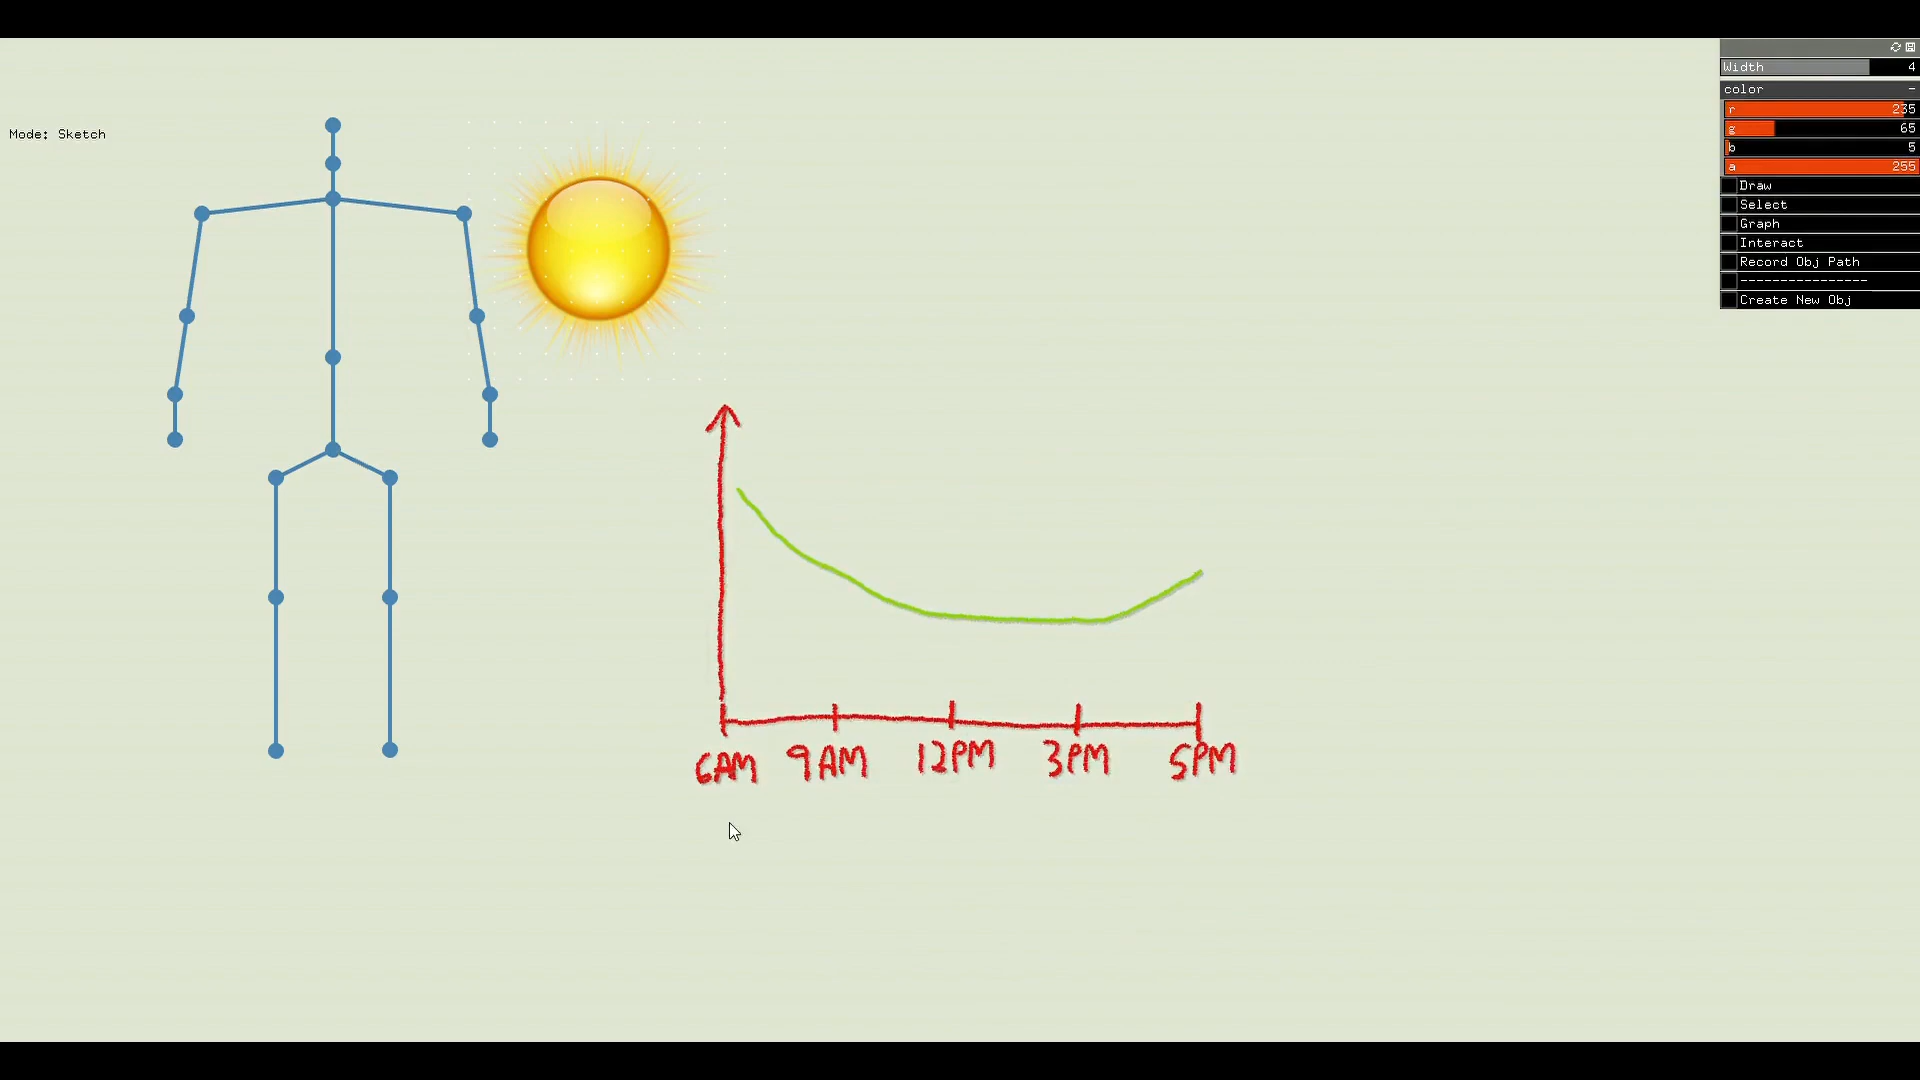 Mode: Sketch
Width 4
color -
r 235
g 65
b 5
a 255
Draw
Select
Graph
Interact
Record Obj Path
----------------
Create New Obj
6AM 9AM 12PM 3PM 5PM